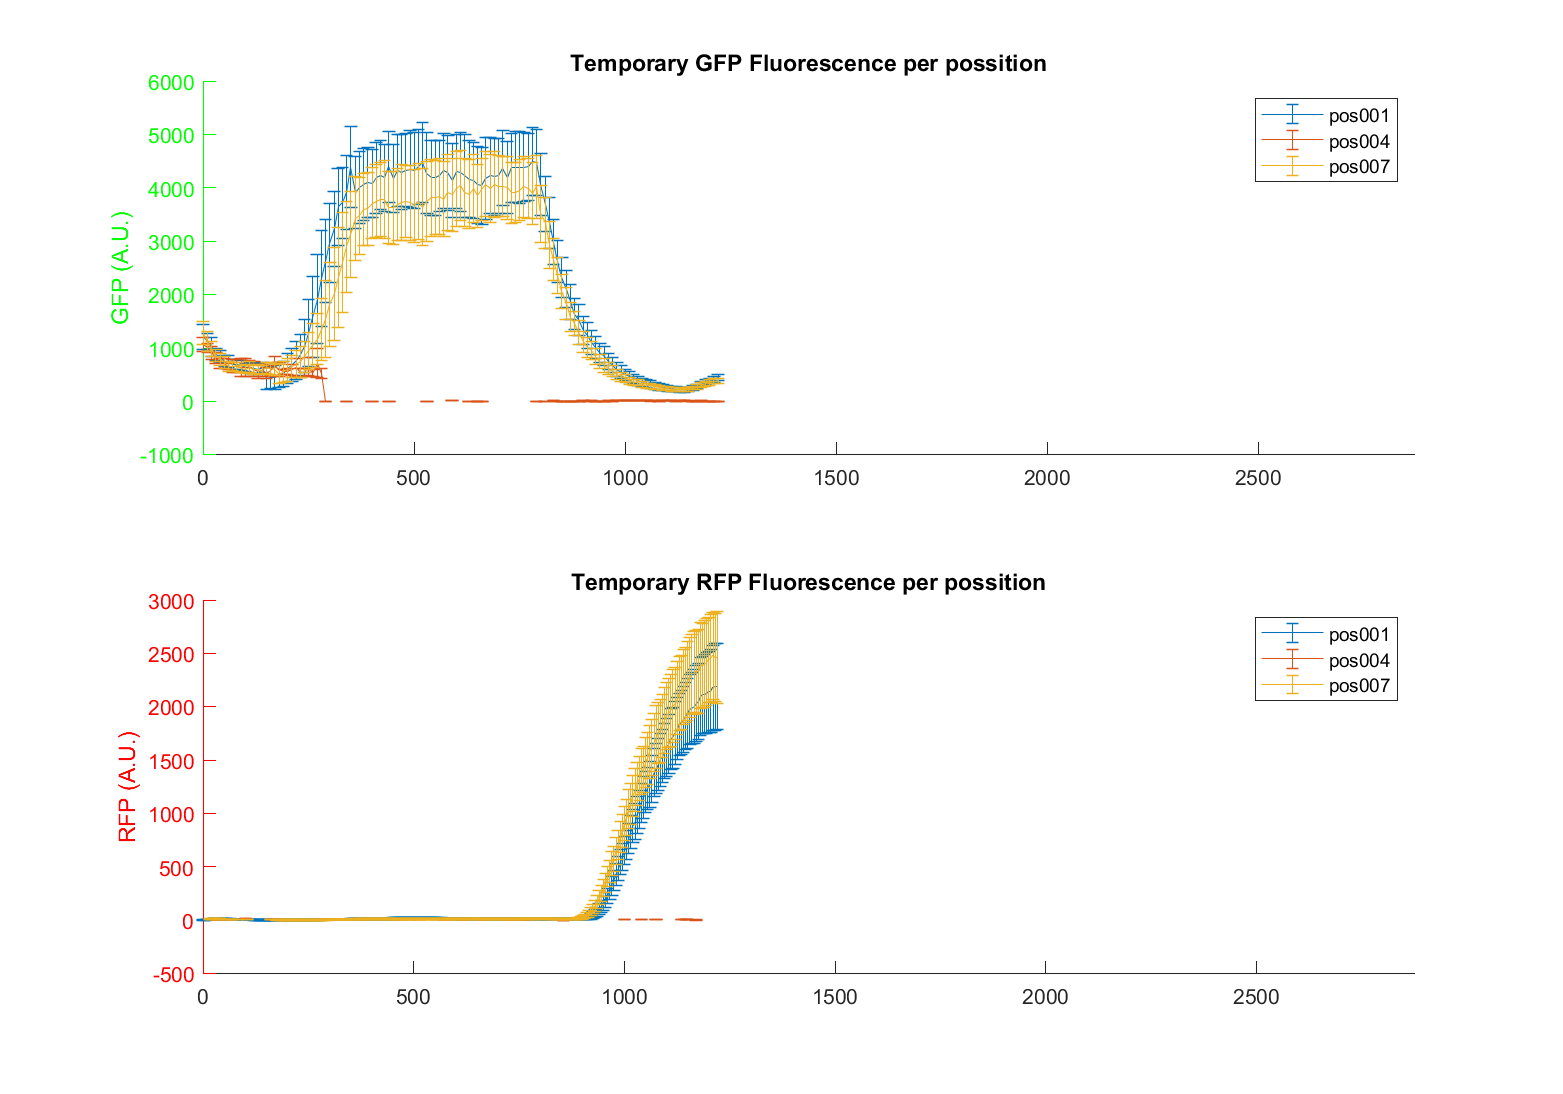 Temporary GFP Fluorescence per possition
6000
5000
4000
3000
2000
1000
0
-1000
GFP (A.U.)
pos001
pos004
pos007
0 500 1000 1500 2000 2500
Temporary RFP Fluorescence per possition
3000
2500
2000
1500
1000
500
0
-500
RFP (A.U.)
pos001
pos004
pos007
0 500 1000 1500 2000 2500